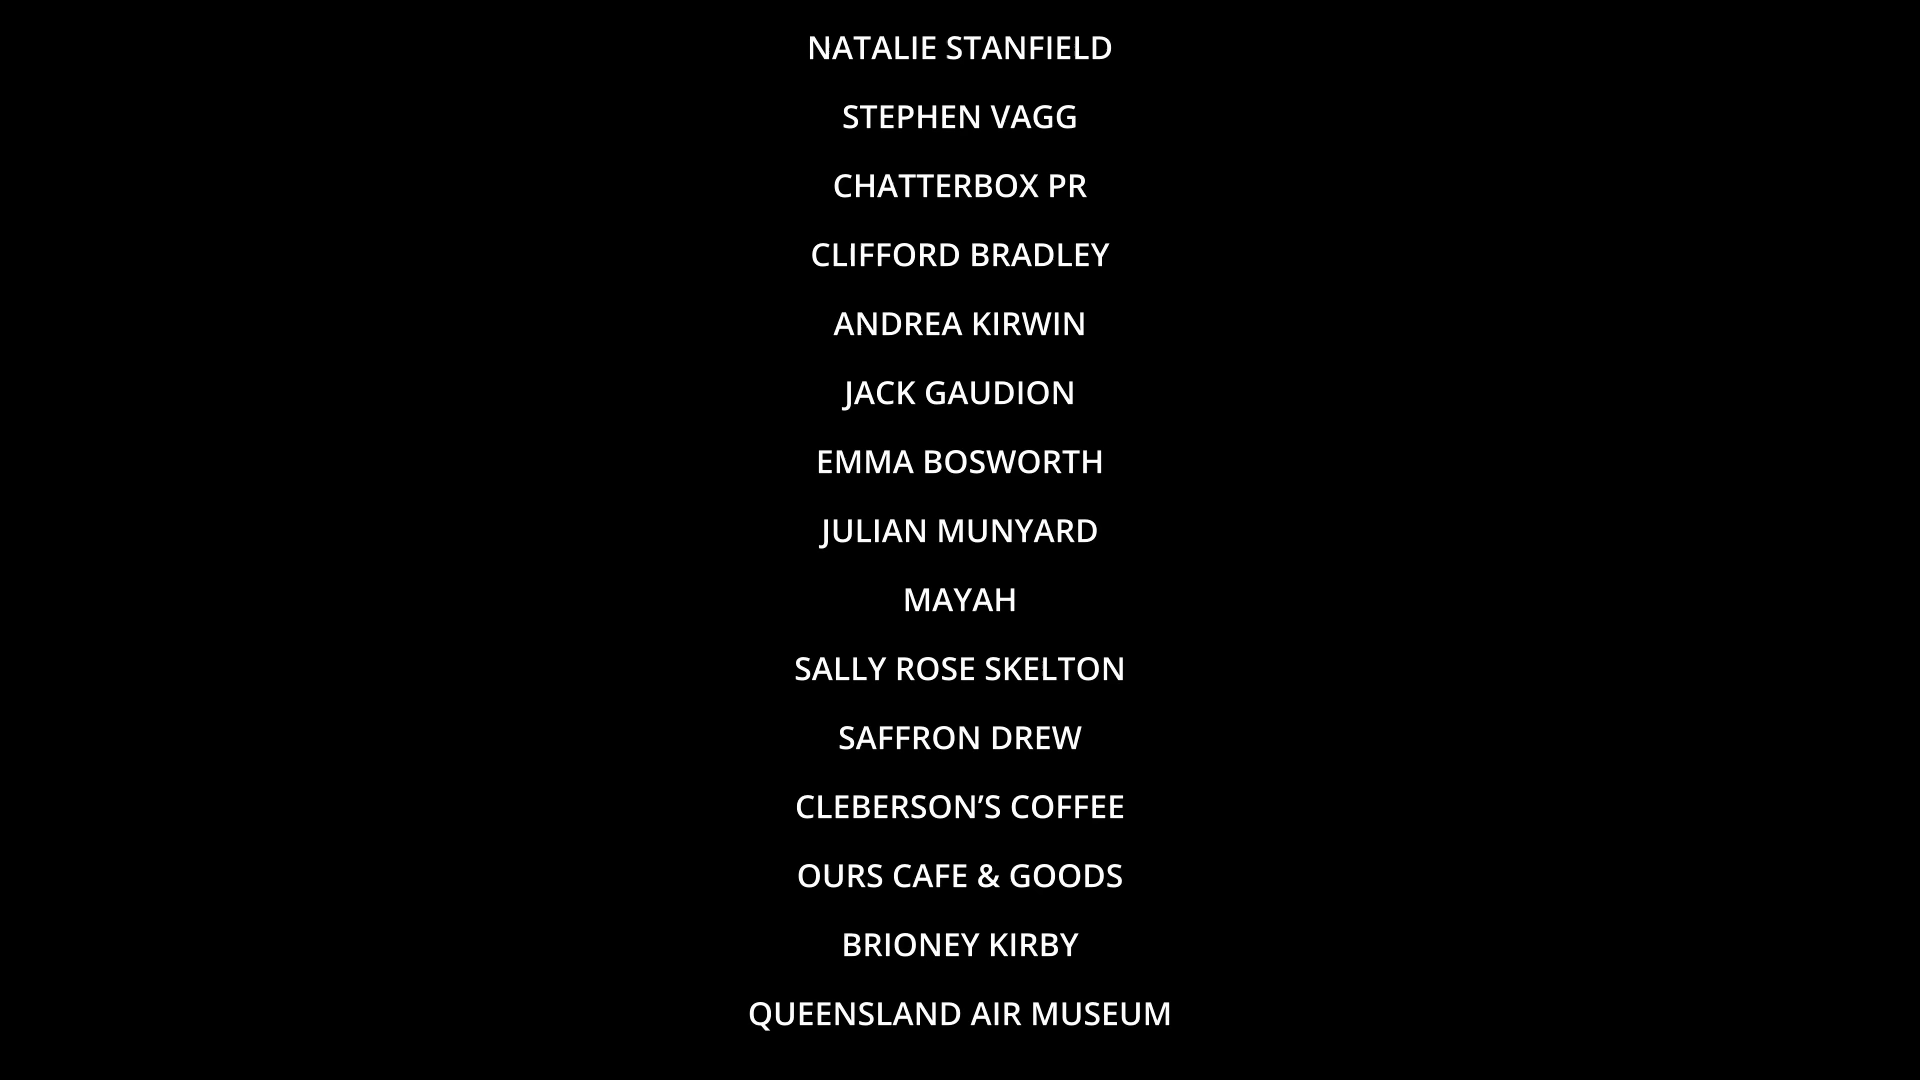 NATALIE STANFIELD
STEPHEN VAGG
CHATTERBOX PR
CLIFFORD BRADLEY
ANDREA KIRWIN
JACK GAUDION
EMMA BOSWORTH
JULIAN MUNYARD
MAYAH
SALLY ROSE SKELTON
SAFFRON DREW
CLEBERSON’S COFFEE
OURS CAFE & GOODS
BRIONEY KIRBY
QUEENSLAND AIR MUSEUM